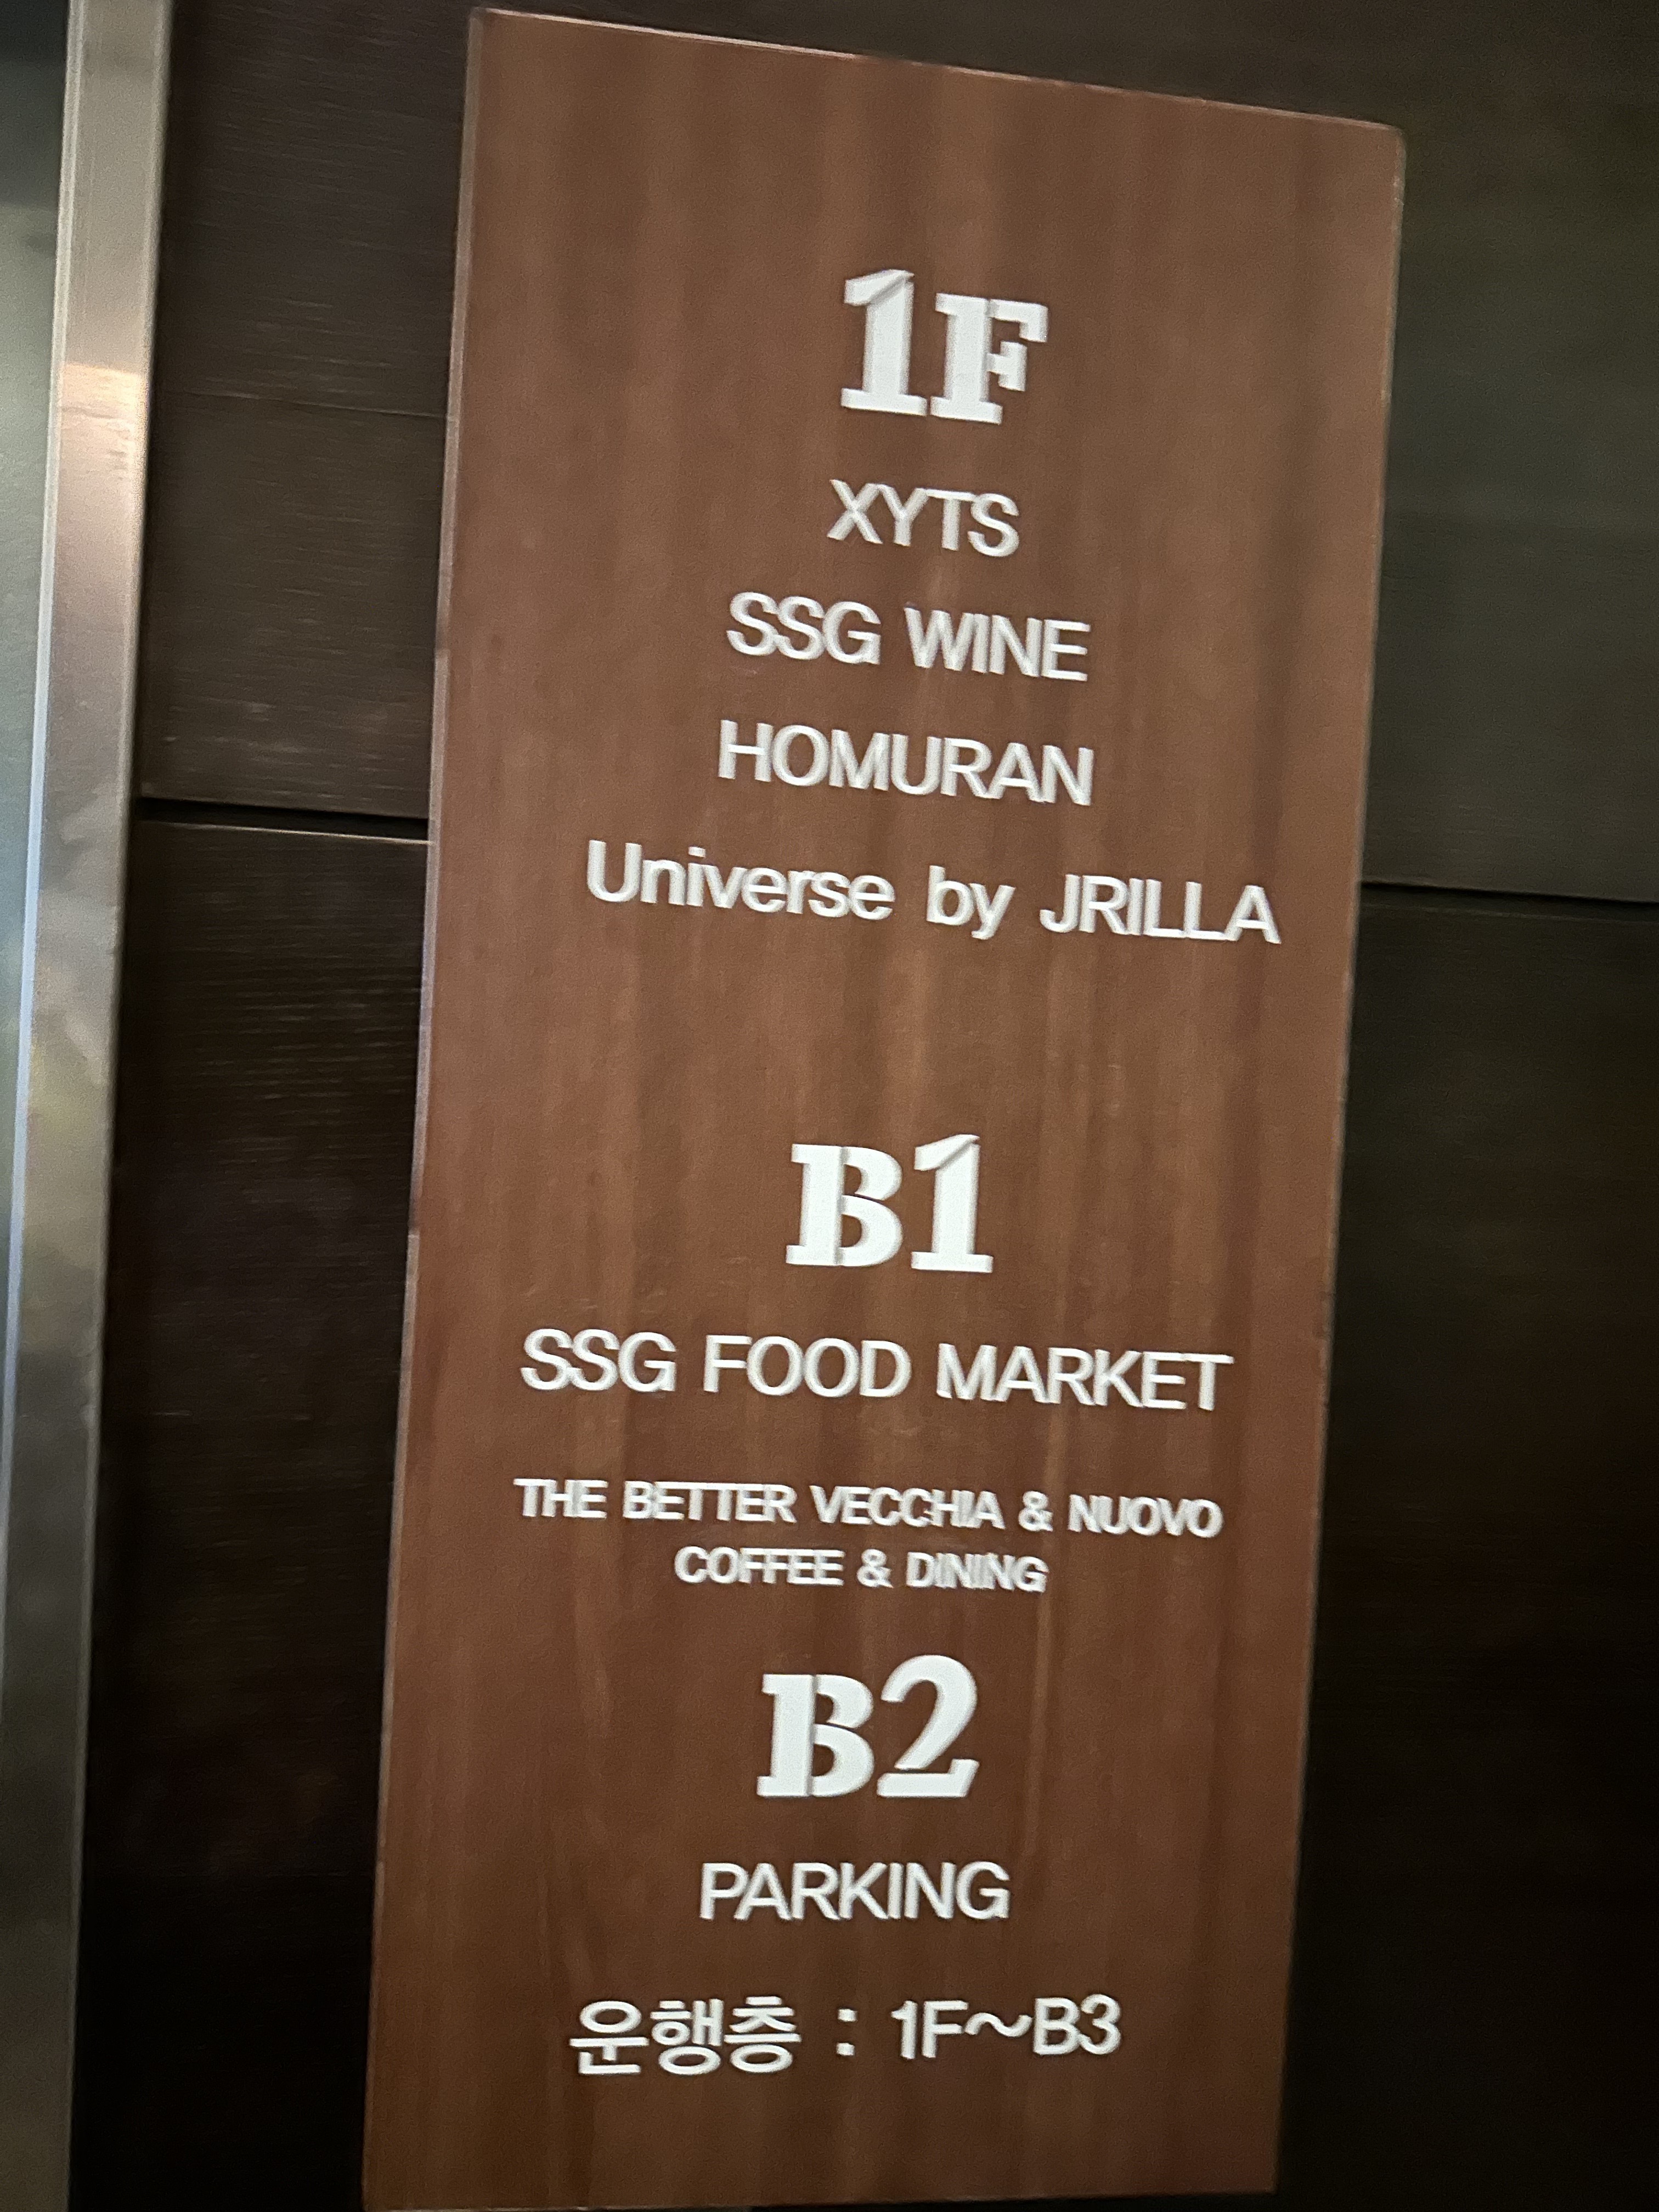 1F
XYTS
SSG WINE
HOMURAN
Universe by JRILLA
B1
SSG FOOD MARKET
THE BETTER VECCHIA & NUOVO
COFFEE & DINING
B2
PARKING
운행층 : 1F~B3